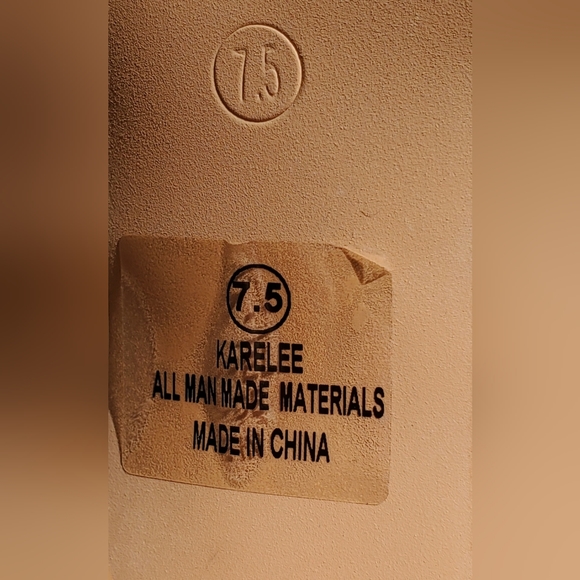 7.5
7.5
KARELEE
ALL MAN MADE MATERIALS
MADE IN CHINA